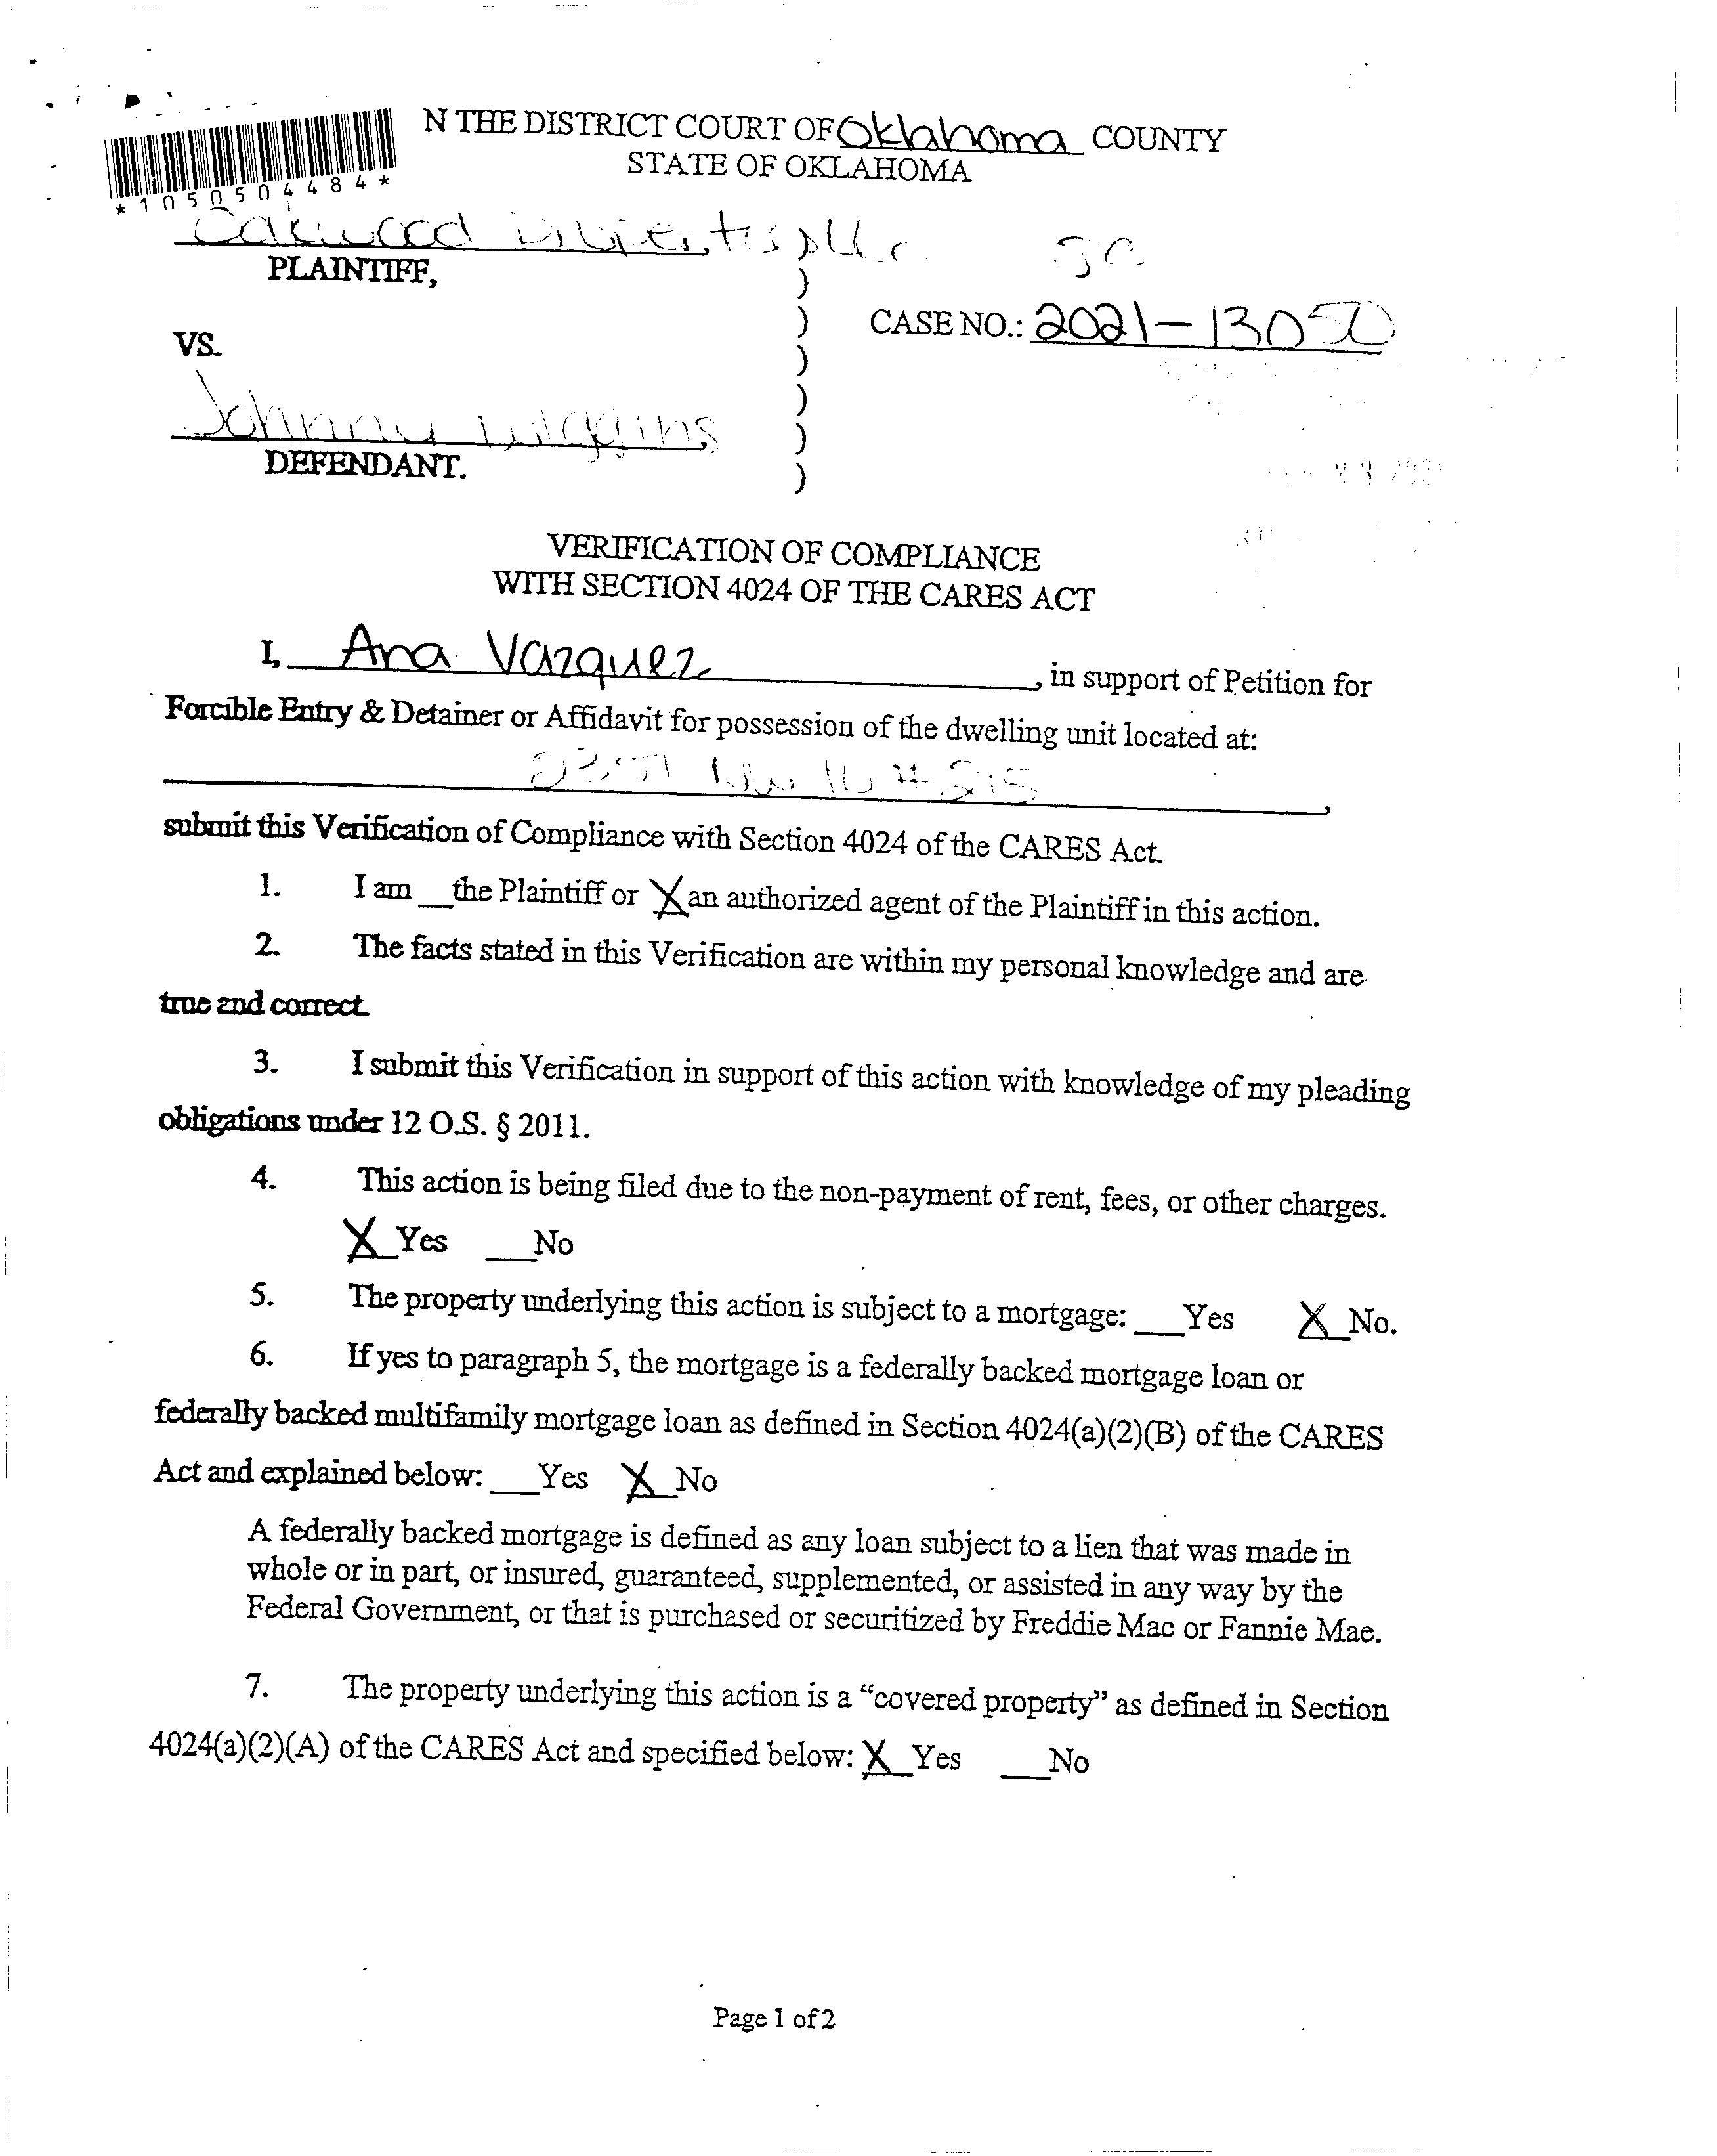 N THE DISTRICT COURT OF Oklahoma COUNTY
STATE OF OKLAHOMA
*1050504484*
Oakwood
PLAINTIFF,
)
)
)
)
)
)
SC
CASE NO.: 2021-13050
VS.
Johnny Wiggins
DEFENDANT.
VERIFICATION OF COMPLIANCE
WITH SECTION 4024 OF THE CARES ACT
I, Ana Vazquez, in support of Petition for
Forcible Entry & Detainer or Affidavit for possession of the dwelling unit located at:
NW 16 # 215,
submit this Verification of Compliance with Section 4024 of the CARES Act.
1. I am __the Plaintiff or X an authorized agent of the Plaintiff in this action.
2. The facts stated in this Verification are within my personal knowledge and are
true and correct.
3. I submit this Verification in support of this action with knowledge of my pleading
obligations under 12 O.S. § 2011.
4. This action is being filed due to the non-payment of rent, fees, or other charges.
X Yes __No
5. The property underlying this action is subject to a mortgage: __Yes X No.
6. If yes to paragraph 5, the mortgage is a federally backed mortgage loan or
federally backed multifamily mortgage loan as defined in Section 4024(a)(2)(B) of the CARES
Act and explained below: __Yes X No
A federally backed mortgage is defined as any loan subject to a lien that was made in
whole or in part, or insured, guaranteed, supplemented, or assisted in any way by the
Federal Government, or that is purchased or securitized by Freddie Mac or Fannie Mae.
7. The property underlying this action is a “covered property” as defined in Section
4024(a)(2)(A) of the CARES Act and specified below: X Yes __No
Page 1 of 2